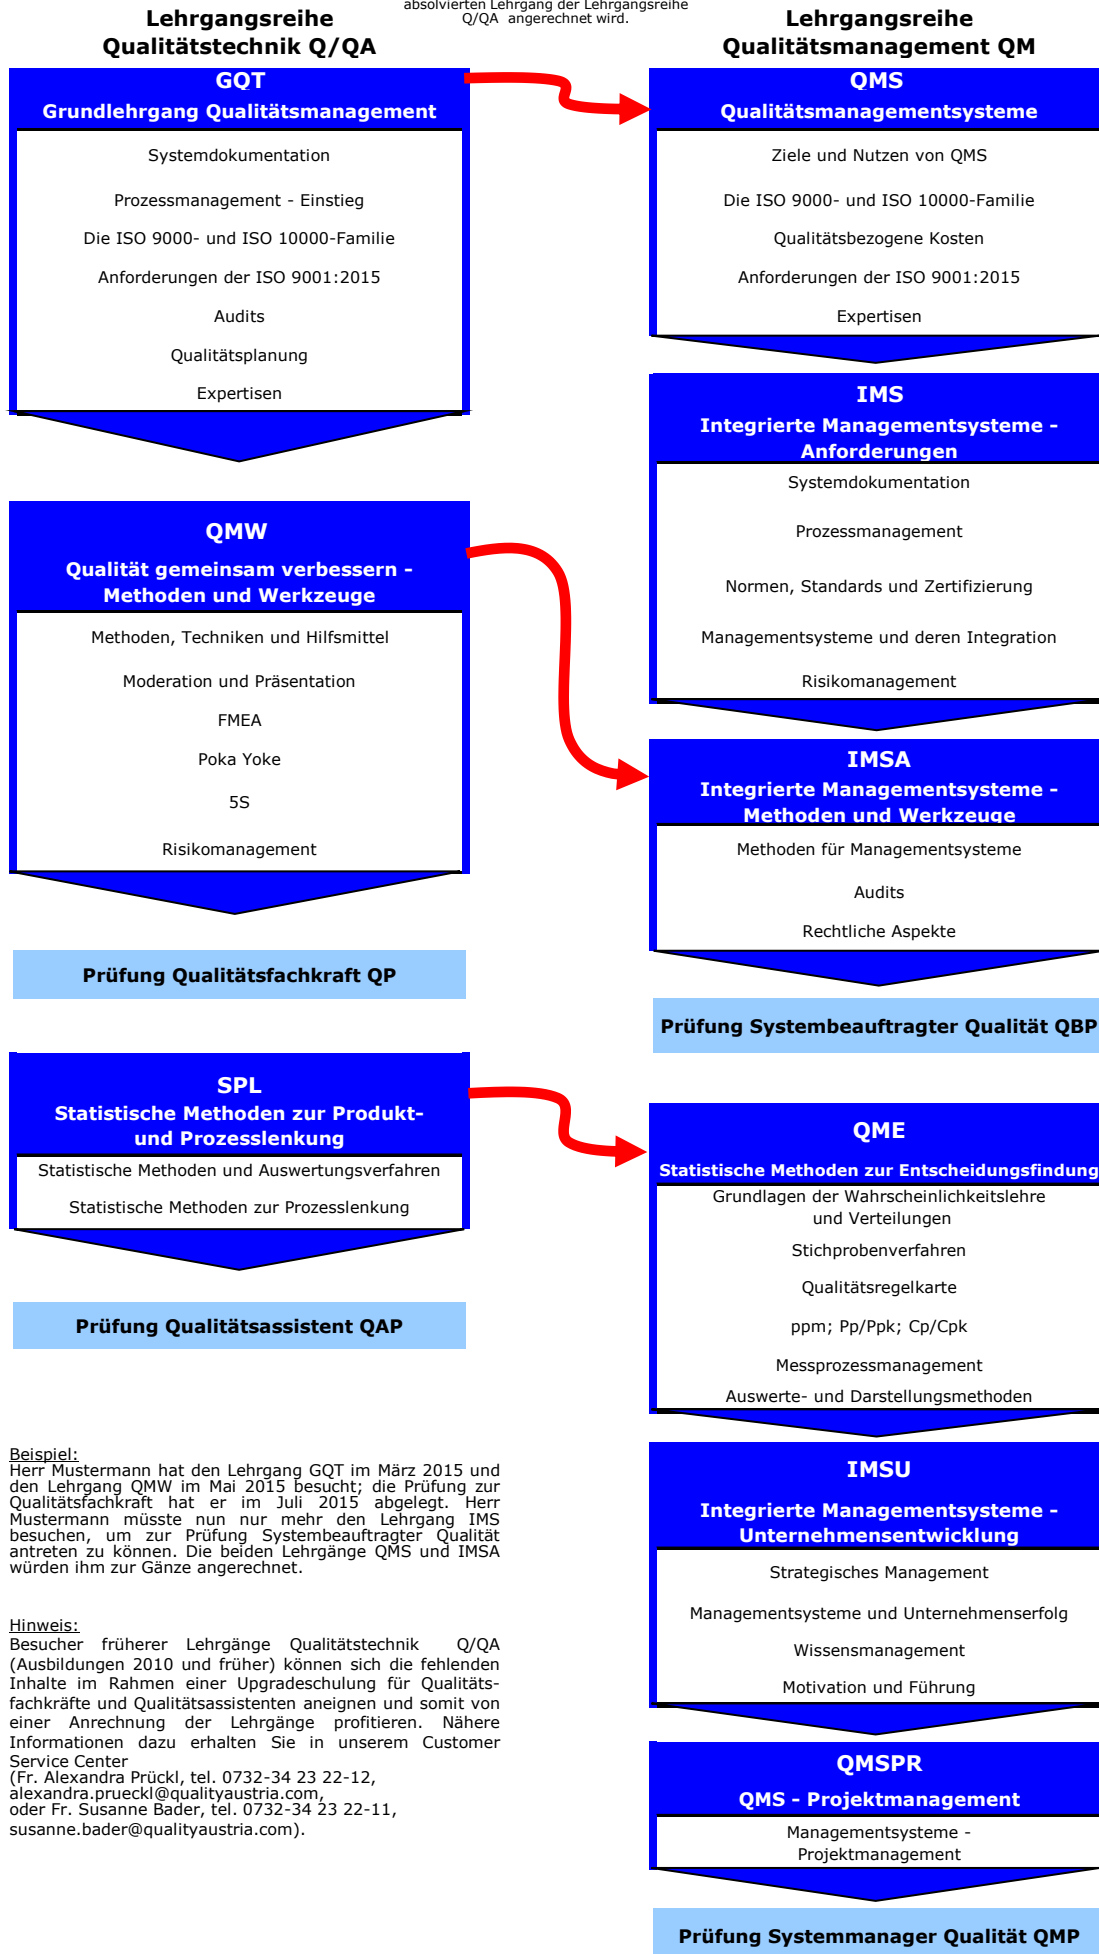 absolvierten Lehrgang der Lehrgangsreihe
Q/QA angerechnet wird.
Lehrgangsreihe
Qualitätstechnik Q/QA
GQT
Grundlehrgang Qualitätsmanagement
Systemdokumentation
Prozessmanagement - Einstieg
Die ISO 9000- und ISO 10000-Familie
Anforderungen der ISO 9001:2015
Audits
Qualitätsplanung
Expertisen
QMW
Qualität gemeinsam verbessern -
Methoden und Werkzeuge
Methoden, Techniken und Hilfsmittel
Moderation und Präsentation
FMEA
Poka Yoke
5S
Risikomanagement
Prüfung Qualitätsfachkraft QP
SPL
Statistische Methoden zur Produkt-
und Prozesslenkung
Statistische Methoden und Auswertungsverfahren
Statistische Methoden zur Prozesslenkung
Prüfung Qualitätsassistent QAP
Beispiel:
Herr Mustermann hat den Lehrgang GQT im März 2015 und
den Lehrgang QMW im Mai 2015 besucht; die Prüfung zur
Qualitätsfachkraft hat er im Juli 2015 abgelegt. Herr
Mustermann müsste nun nur mehr den Lehrgang IMS
besuchen, um zur Prüfung Systembeauftragter Qualität
antreten zu können. Die beiden Lehrgänge QMS und IMSA
würden ihm zur Gänze angerechnet.
Hinweis:
Besucher früherer Lehrgänge Qualitätstechnik Q/QA
(Ausbildungen 2010 und früher) können sich die fehlenden
Inhalte im Rahmen einer Upgradeschulung für Qualitäts-
fachkräfte und Qualitätsassistenten aneignen und somit von
einer Anrechnung der Lehrgänge profitieren. Nähere
Informationen dazu erhalten Sie in unserem Customer
Service Center
(Fr. Alexandra Prückl, tel. 0732-34 23 22-12,
alexandra.prueckl@qualityaustria.com,
oder Fr. Susanne Bader, tel. 0732-34 23 22-11,
susanne.bader@qualityaustria.com).
Lehrgangsreihe
Qualitätsmanagement QM
QMS
Qualitätsmanagementsysteme
Ziele und Nutzen von QMS
Die ISO 9000- und ISO 10000-Familie
Qualitätsbezogene Kosten
Anforderungen der ISO 9001:2015
Expertisen
IMS
Integrierte Managementsysteme -
Anforderungen
Systemdokumentation
Prozessmanagement
Normen, Standards und Zertifizierung
Managementsysteme und deren Integration
Risikomanagement
IMSA
Integrierte Managementsysteme -
Methoden und Werkzeuge
Methoden für Managementsysteme
Audits
Rechtliche Aspekte
Prüfung Systembeauftragter Qualität QBP
QME
Statistische Methoden zur Entscheidungsfindung
Grundlagen der Wahrscheinlichkeitslehre
und Verteilungen
Stichprobenverfahren
Qualitätsregelkarte
ppm; Pp/Ppk; Cp/Cpk
Messprozessmanagement
Auswerte- und Darstellungsmethoden
IMSU
Integrierte Managementsysteme -
Unternehmensentwicklung
Strategisches Management
Managementsysteme und Unternehmenserfolg
Wissensmanagement
Motivation und Führung
QMSPR
QMS - Projektmanagement
Managementsysteme -
Projektmanagement
Prüfung Systemmanager Qualität QMP